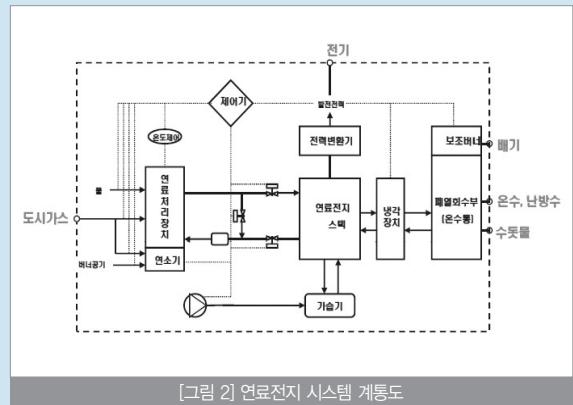 전기
제어기
발전전력
온도제어
전력변환기
보조버너
배기
물
연료처리장치
연료전지
스택
냉각
장치
폐열회수부
(온수통)
온수, 난방수
도시가스
수돗물
버너공기
연소기
가습기
[그림 2] 연료전지 시스템 계통도